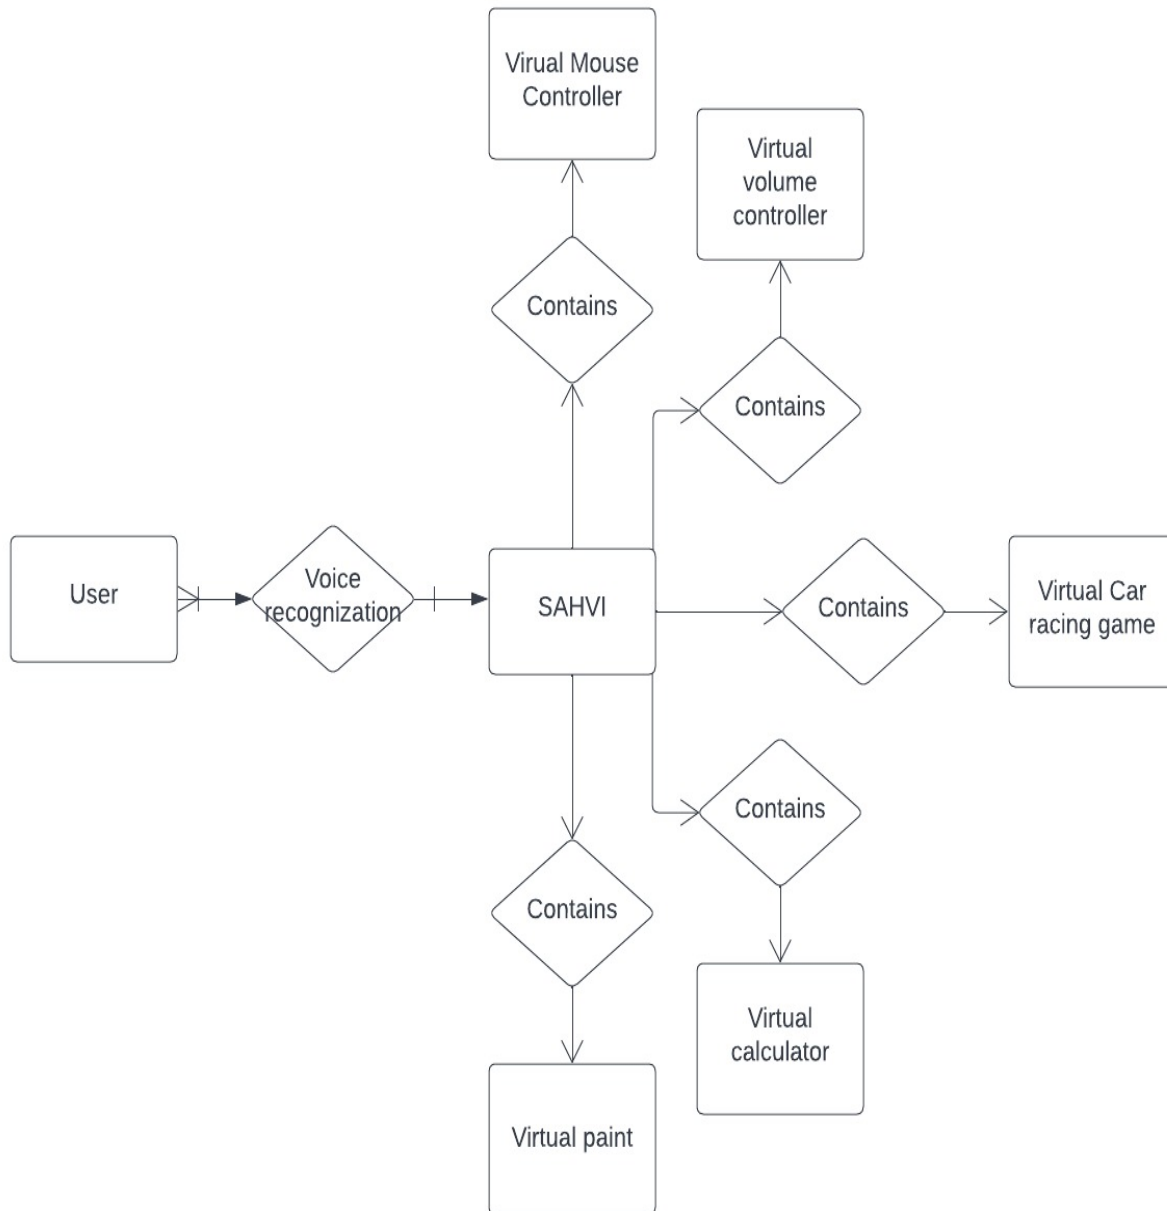 Virual Mouse
Controller
Virtual
volume
controller
Contains
Contains
User
Voice
recognization
SAHVI
Contains
Virtual Car
racing game
Contains
Contains
Virtual
calculator
Virtual paint